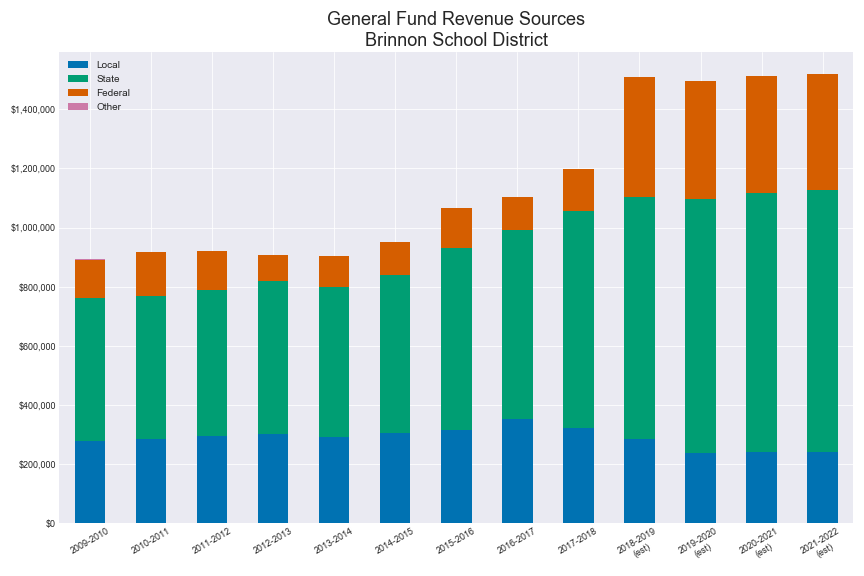 General Fund Revenue Sources
Brinnon School District
Local
State
Federal
Other
$1,400,000
$1,200,000
$1,000,000
$800,000
$600,000
$400,000
$200,000
$0
2009-2010
2010-2011
2011-2012
2012-2013
2013-2014
2014-2015
2015-2016
2016-2017
2017-2018
2018-2019
(est)
2019-2020
(est)
2020-2021
(est)
2021-2022
(est)